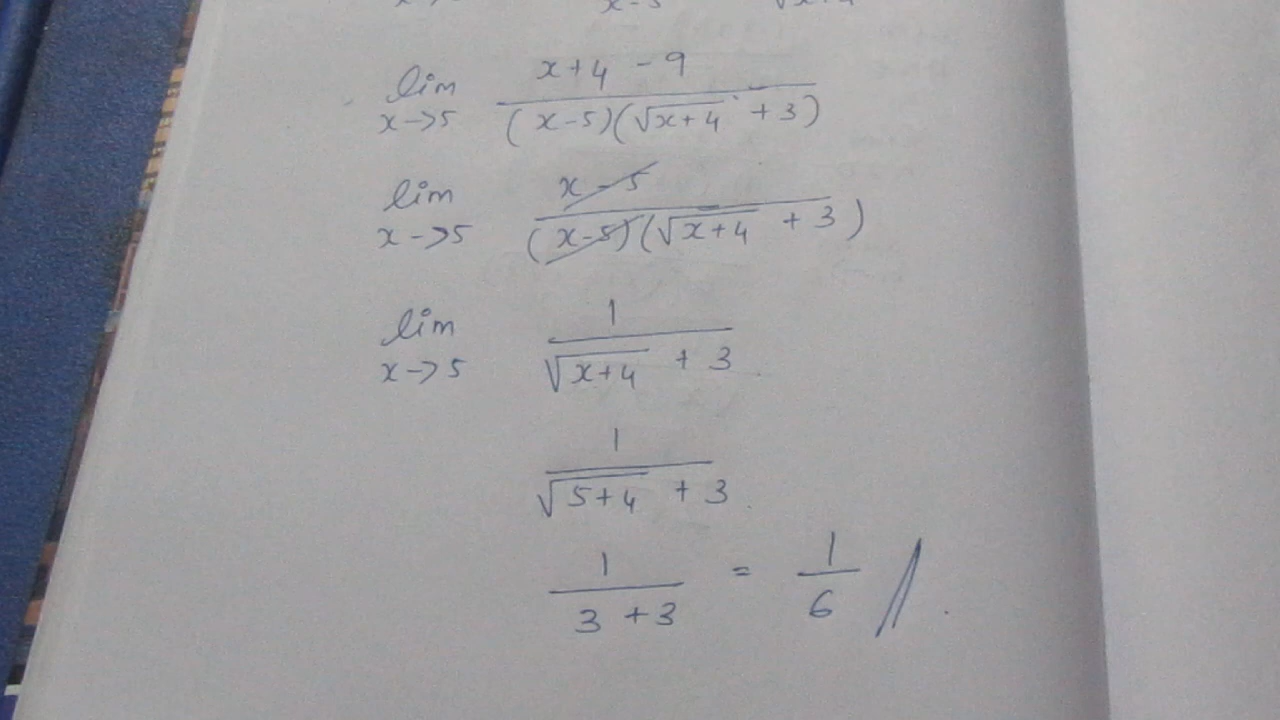 lim x→5 (x+4 -9)/((x-5)(√(x+4) + 3))
lim x→5 (x-5)/((x-5)(√(x+4) + 3))
lim x→5 1/(√(x+4) + 3)
1/(√(5+4) + 3)
1/(3+3) = 1/6 //.